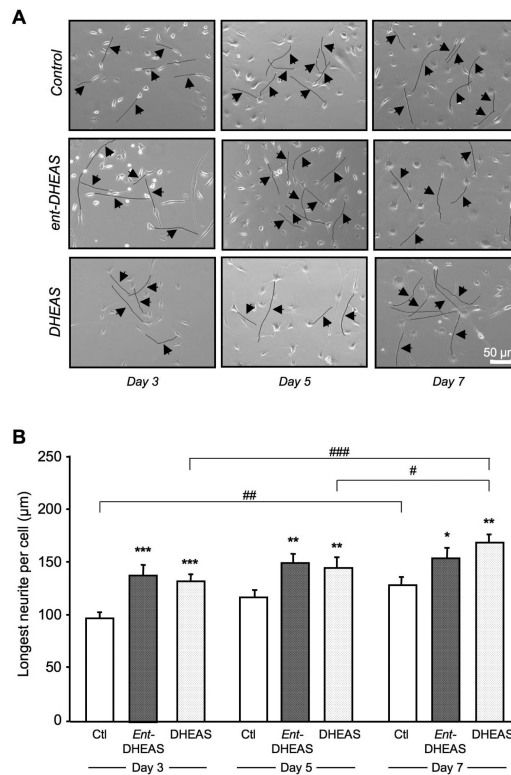 A
Control
ent-DHEAS
DHEAS
Day 3 Day 5 Day 7
50 µm
B
Longest neurite per cell (µm)
250
200
150
100
50
0
###
#
##
*** *** ** ** * **
Ctl Ent-DHEAS DHEAS Ctl Ent-DHEAS DHEAS Ctl Ent-DHEAS DHEAS
Day 3 Day 5 Day 7